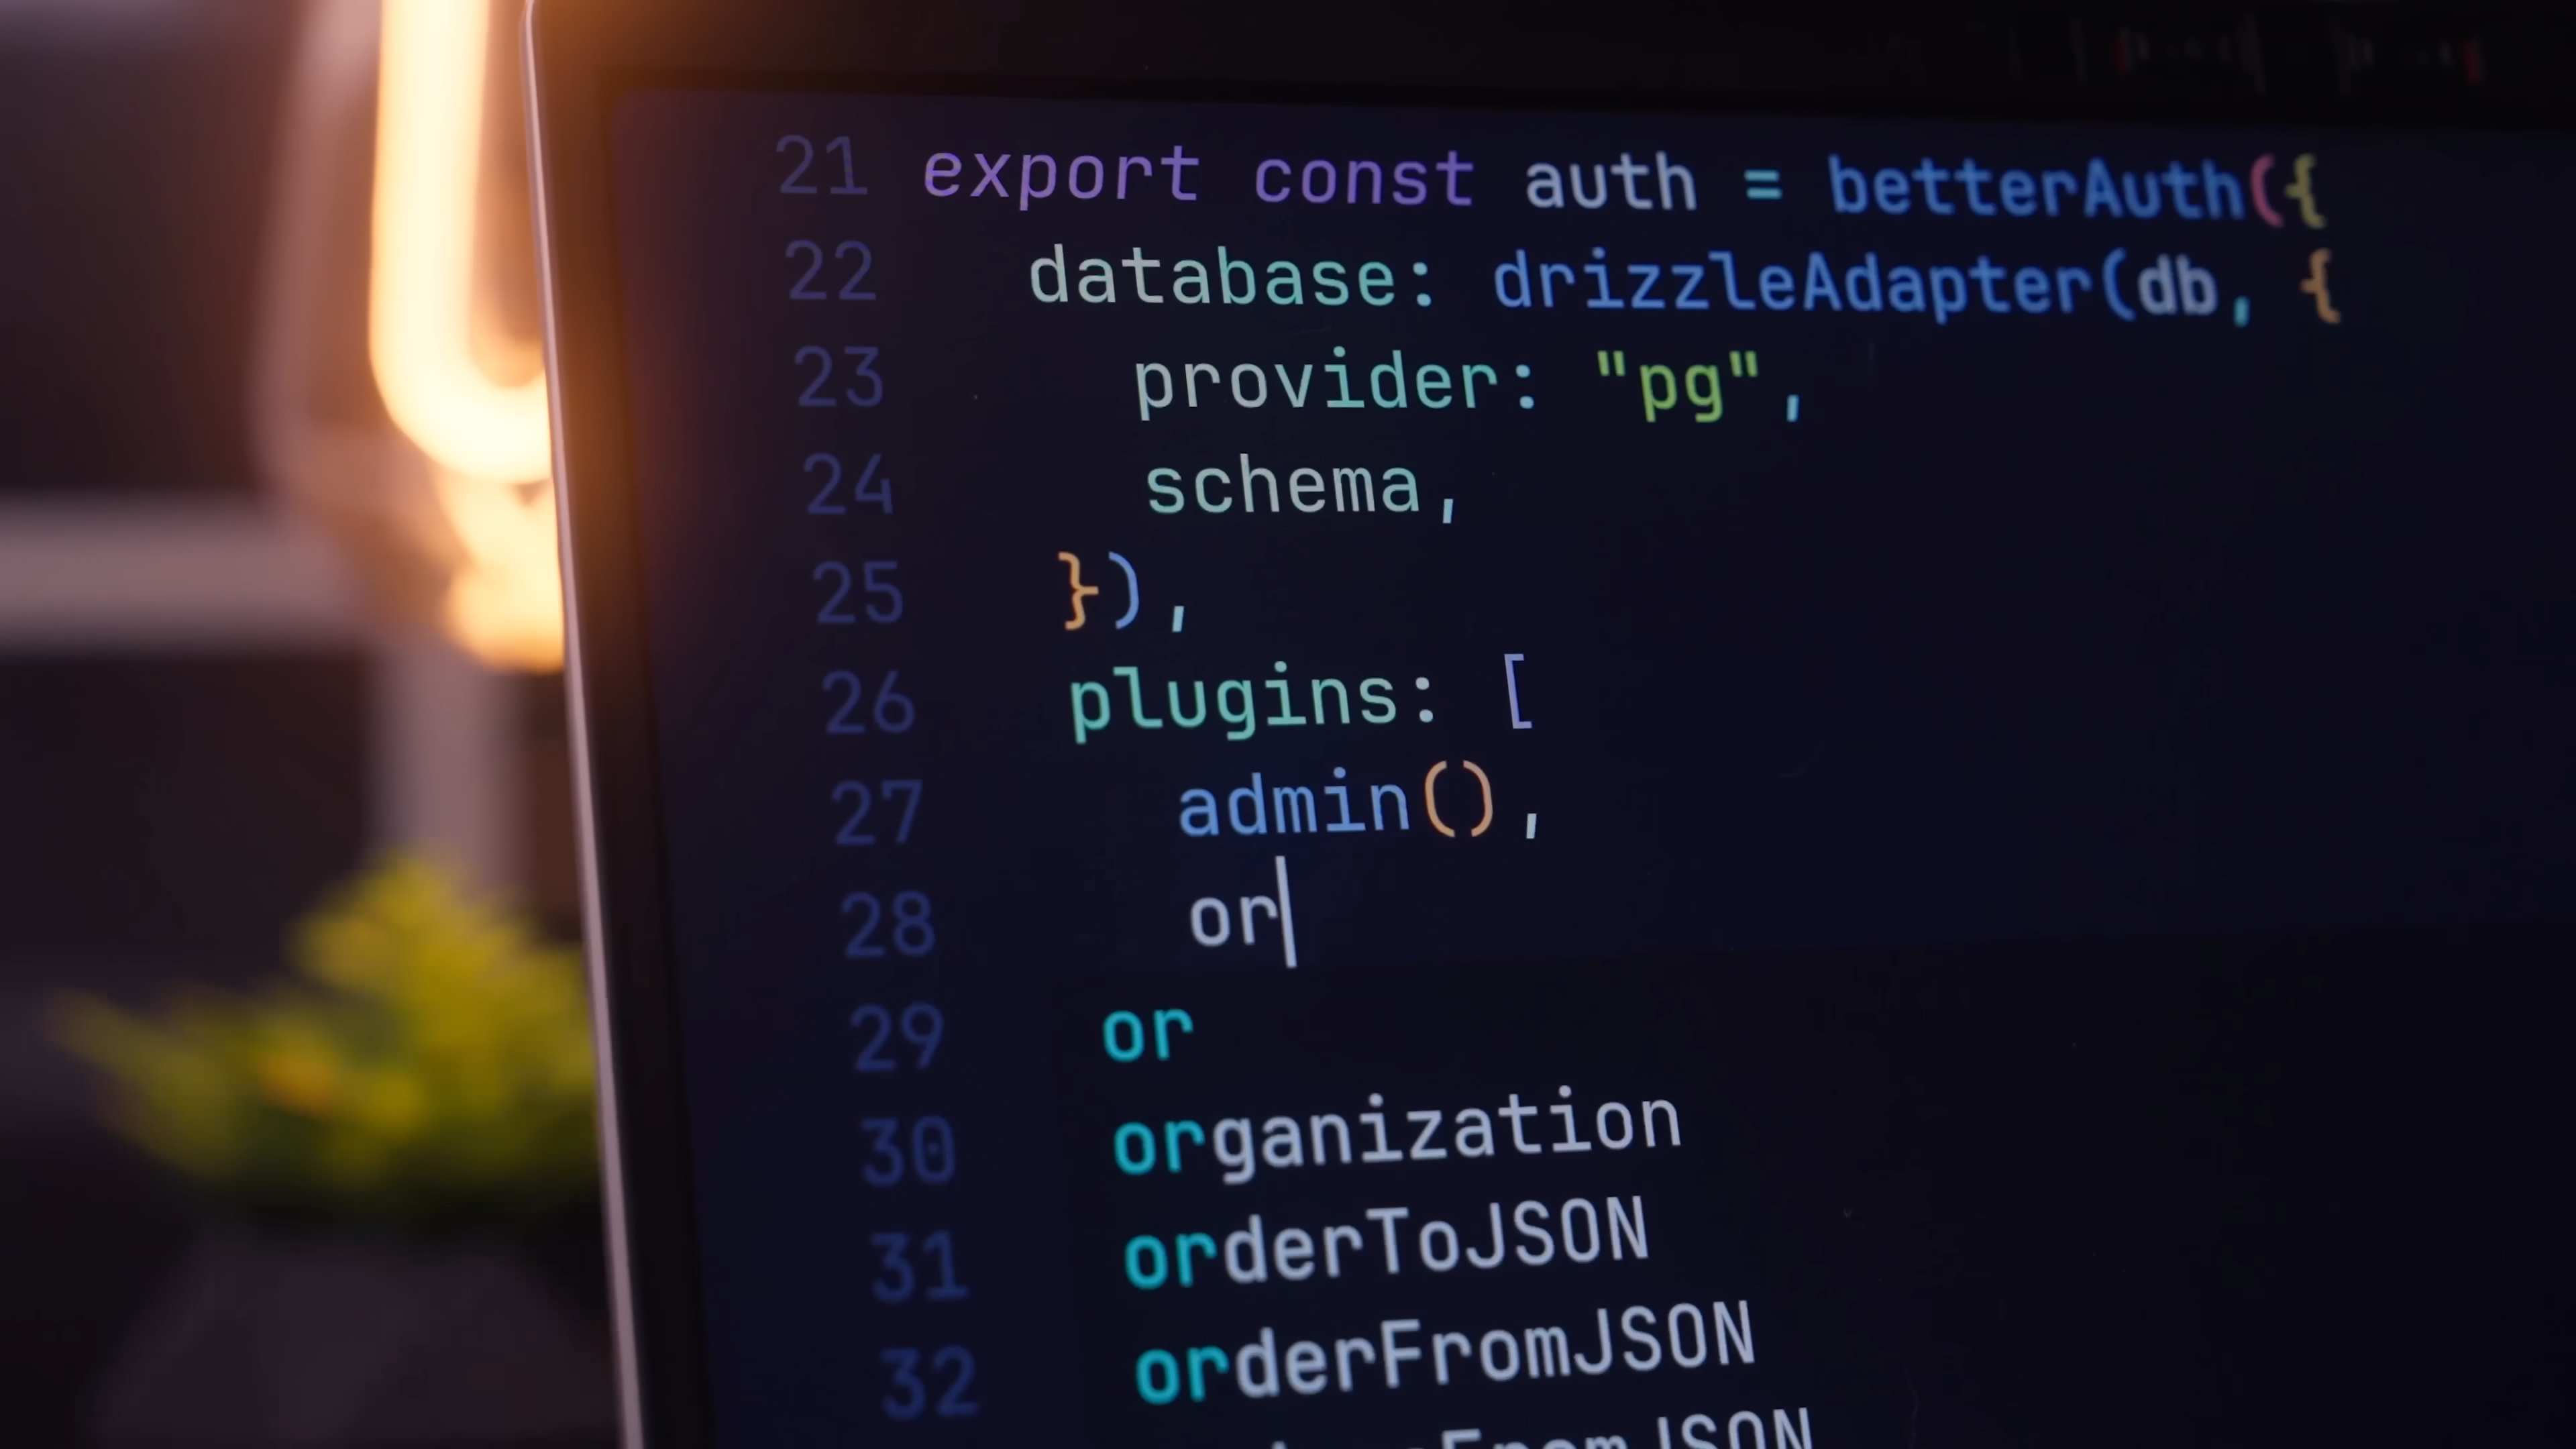 21 export const auth = betterAuth({
22 database: drizzleAdapter(db, {
23 provider: "pg",
24 schema,
25 }),
26 plugins: [
27 admin(),
28 or
29 or
30 organization
31 orderToJSON
32 orderFromJSON